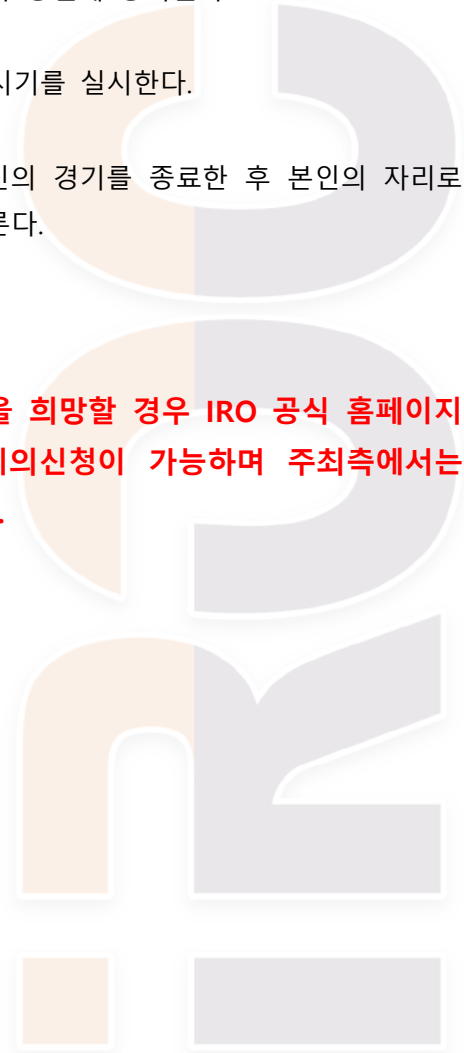 시기를 실시한다.
의 경기를 종료한 후 본인의 자리로
른다.
을 희망할 경우 IRO 공식 홈페이지
이의신청이 가능하며 주최측에서는
.
iROC